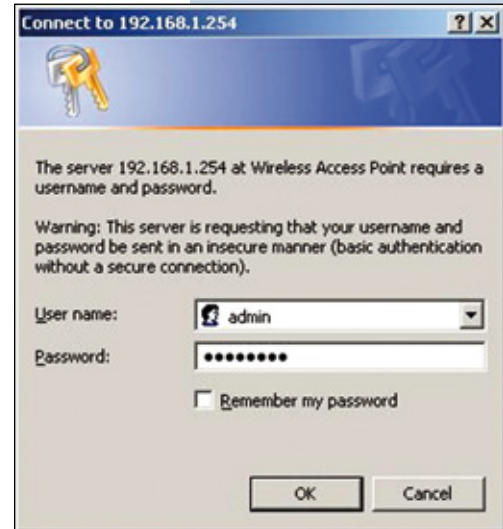 Connect to 192.168.1.254
The server 192.168.1.254 at Wireless Access Point requires a
username and password.
Warning: This server is requesting that your username and
password be sent in an insecure manner (basic authentication
without a secure connection).
User name:
admin
Password:
••••••••
Remember my password
OK
Cancel